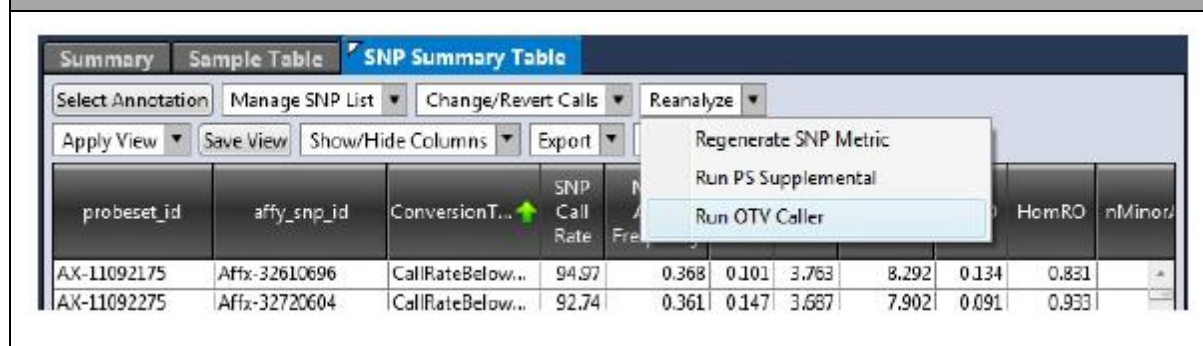 Summary Sample Table SNP Summary Table
Select Annotation Manage SNP List Change/Revert Calls Reanalyze
Apply View Save View Show/Hide Columns Export
Regenerate SNP Metric
Run PS Supplemental
Run OTV Caller
probeset_id affy_snp_id ConversionT... SNP Call Rate HomRO nMinorA
AX-11092175 Affx-32610696 CallRateBelow... 94.97 0.368 0.101 3.763 8.292 0.134 0.831
AX-11092275 Affx-32720604 CallRateBelow... 92.74 0.361 0.147 3.687 7.902 0.091 0.933